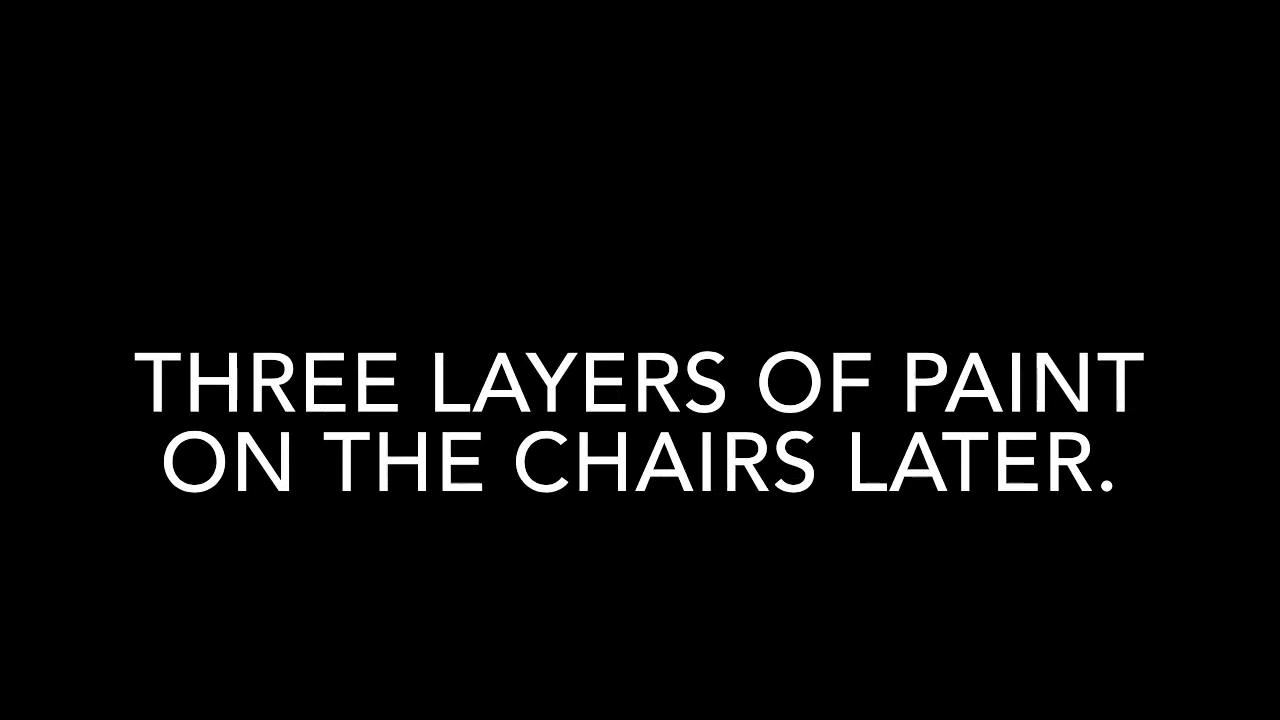 THREE LAYERS OF PAINT
ON THE CHAIRS LATER.